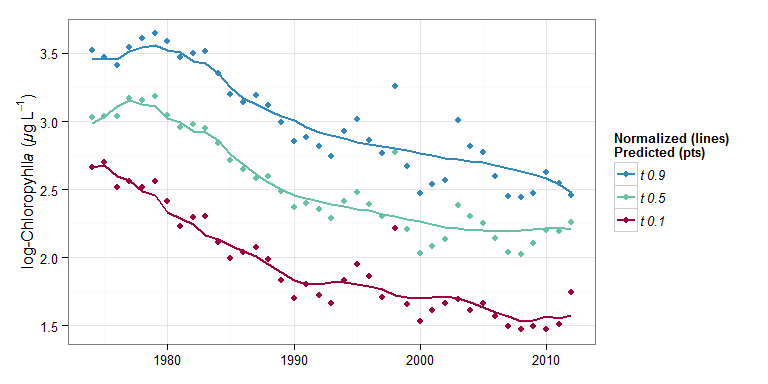 log-Chloropyhila (µg L⁻¹)
3.5
3.0
2.5
2.0
1.5
1980
1990
2000
2010
Normalized (lines)
Predicted (pts)
τ 0.9
τ 0.5
τ 0.1